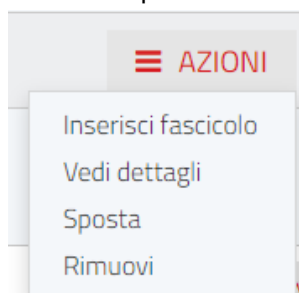 AZIONI
Inserisci fascicolo
Vedi dettagli
Sposta
Rimuovi